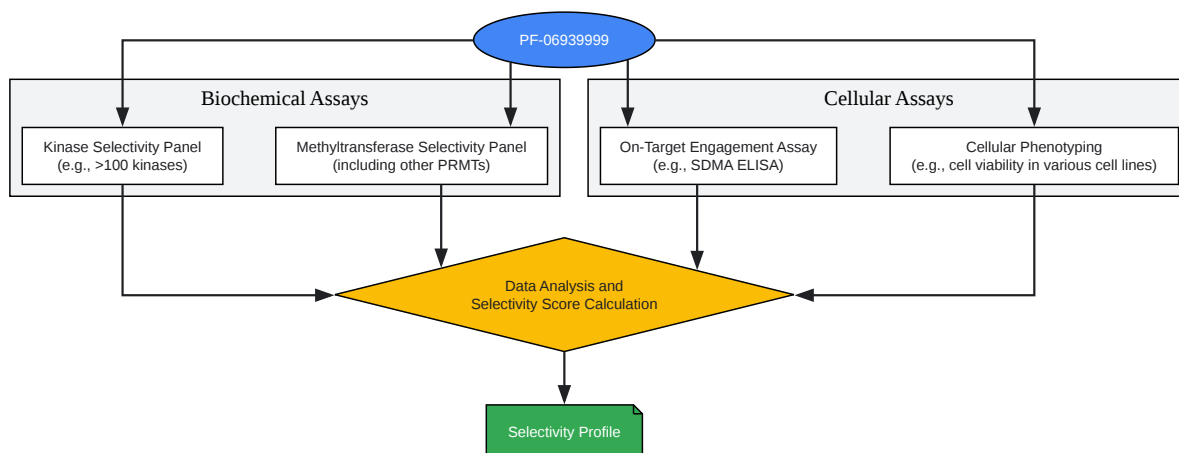 PF-06939999
Biochemical Assays
Cellular Assays
Kinase Selectivity Panel
(e.g., >100 kinases)
Methyltransferase Selectivity Panel
(including other PRMTs)
On-Target Engagement Assay
(e.g., SDMA ELISA)
Cellular Phenotyping
(e.g., cell viability in various cell lines)
Data Analysis and
Selectivity Score Calculation
Selectivity Profile